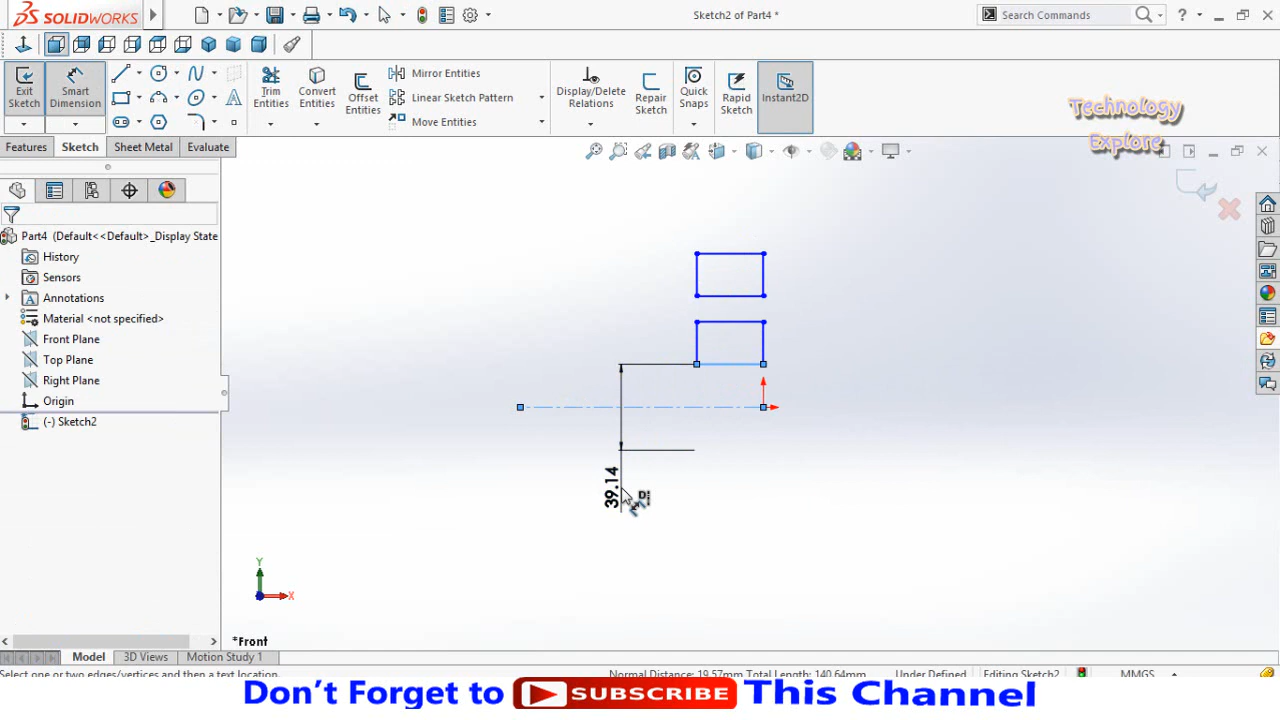 SOLIDWORKS
Sketch2 of Part4 *
Search Commands
?
Exit Sketch
Smart Dimension
Trim Entities
Convert Entities
Offset Entities
Mirror Entities
Linear Sketch Pattern
Move Entities
Display/Delete Relations
Repair Sketch
Quick Snaps
Rapid Sketch
Instant2D
Technology
Explore
Features
Sketch
Sheet Metal
Evaluate
Part4 (Default<<Default>_Display State
History
Sensors
Annotations
Material <not specified>
Front Plane
Top Plane
Right Plane
Origin
(-) Sketch2
39.14
Y
X
*Front
Model
3D Views
Motion Study 1
Select one or two edges/vertices and then a text location.
Normal Distance: 19.57mm Total Length: 140.64mm
Under Defined
Editing Sketch2
MMGS
Don't Forget to SUBSCRIBE This Channel